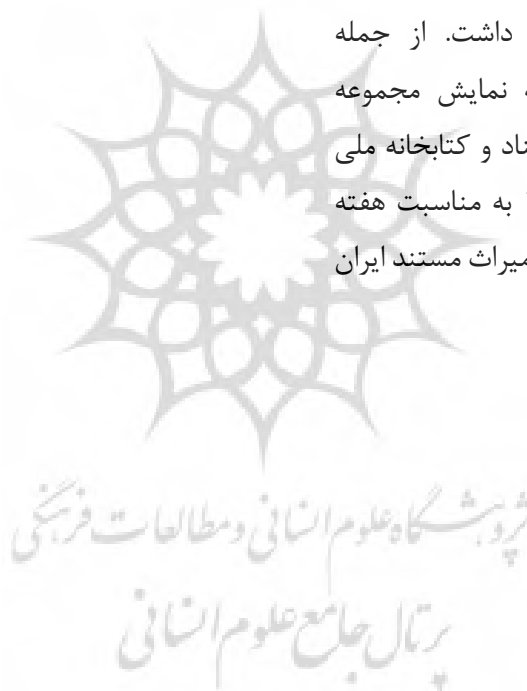 داشت. از جمله
نمایش مجموعه
ناد و کتابخانه ملی
به مناسبت هفته
میراث مستند ایران
پژوهشگاه علوم انسانی و مطالعات فرهنگی
پرتال جامع علوم انسانی